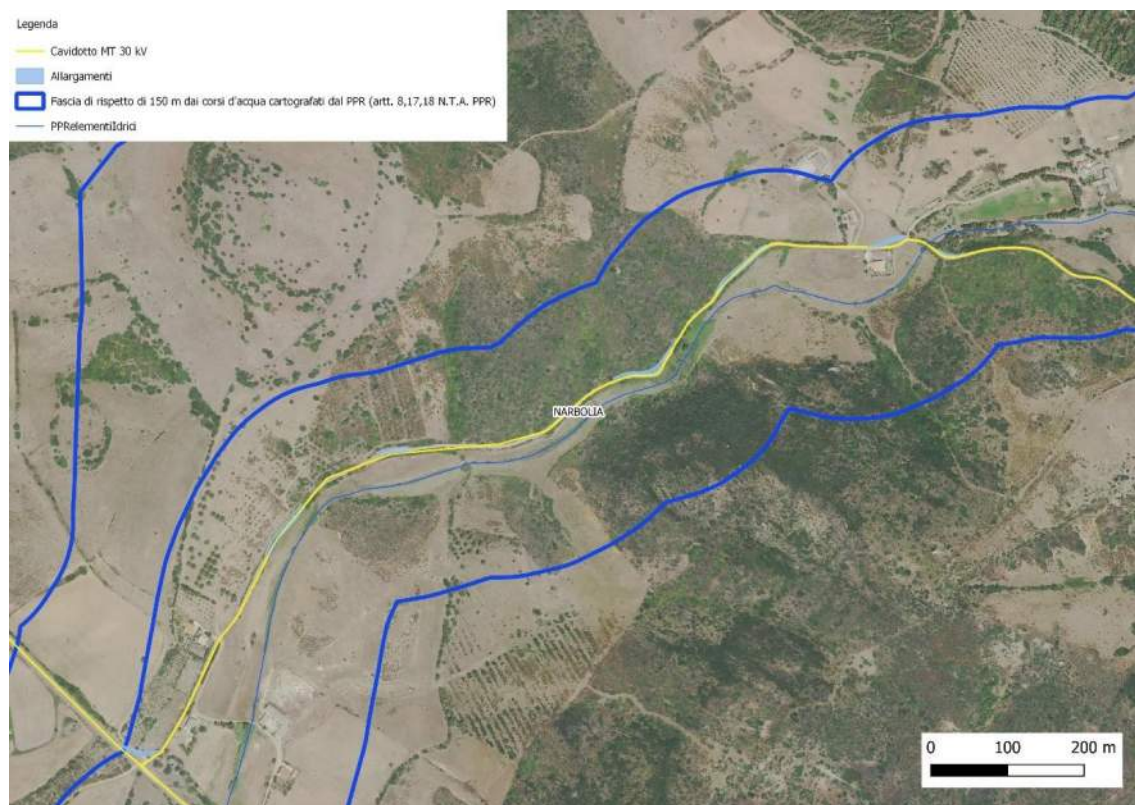 Legenda
Cavidotto MT 30 kV
Allargamenti
Fascia di rispetto di 150 m dai corsi d'acqua cartografati dal PPR (artt. 8,17,18 N.T.A. PPR)
PPRelementiIdrici
NARBOLIA
0 100 200 m